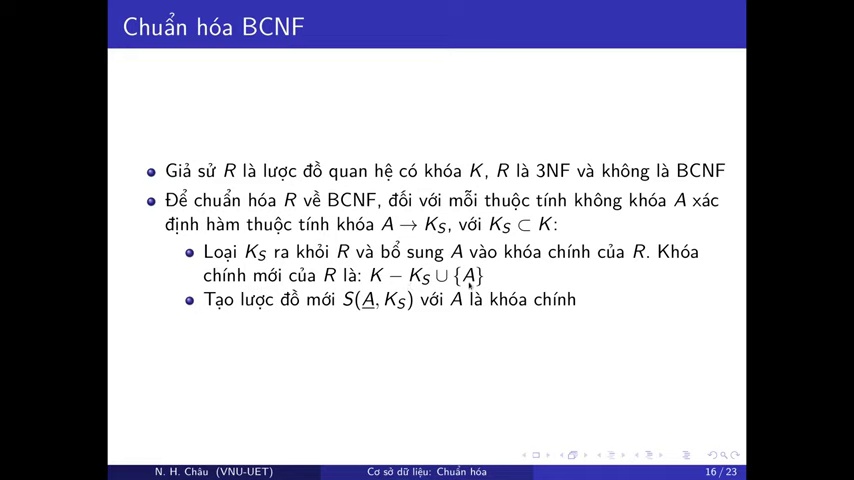 Chuẩn hóa BCNF
Giả sử R là lược đồ quan hệ có khóa K, R là 3NF và không là BCNF
Để chuẩn hóa R về BCNF, đối với mỗi thuộc tính không khóa A xác
định hàm thuộc tính khóa A → K_S, với K_S ⊂ K:
Loại K_S ra khỏi R và bổ sung A vào khóa chính của R. Khóa
chính mới của R là: K − K_S ∪ {A}
Tạo lược đồ mới S(A, K_S) với A là khóa chính
N. H. Châu (VNU-UET) Cơ sở dữ liệu: Chuẩn hóa 16 / 23